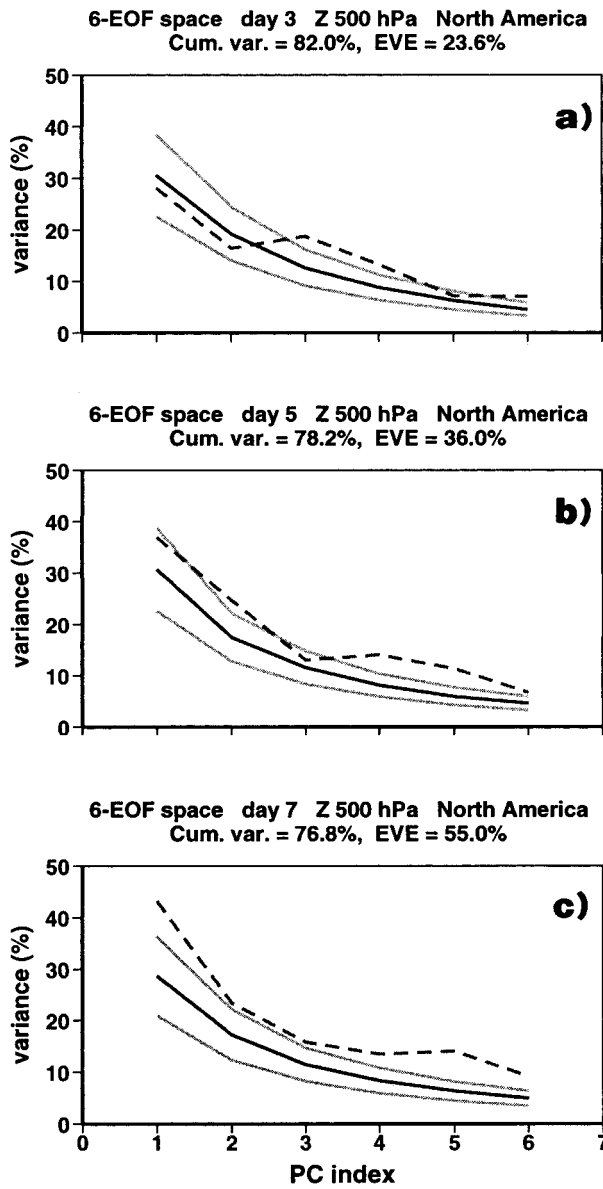 6-EOF space day 3 Z 500 hPa North America
Cum. var. = 82.0%, EVE = 23.6%
50
a)
40
30
20
10
0
variance (%)
6-EOF space day 5 Z 500 hPa North America
Cum. var. = 78.2%, EVE = 36.0%
50
b)
40
30
20
10
0
variance (%)
6-EOF space day 7 Z 500 hPa North America
Cum. var. = 76.8%, EVE = 55.0%
50
c)
40
30
20
10
0
variance (%)
0 1 2 3 4 5 6 7
PC index